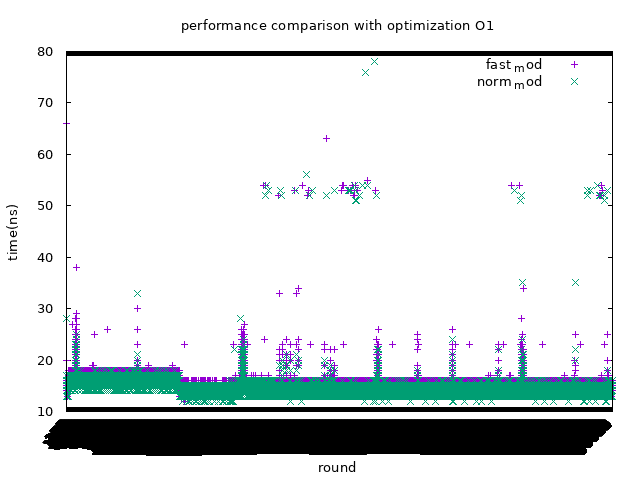 performance comparison with optimization O1
fast_mod
norm_mod
80
70
60
50
40
30
20
10
time(ns)
round